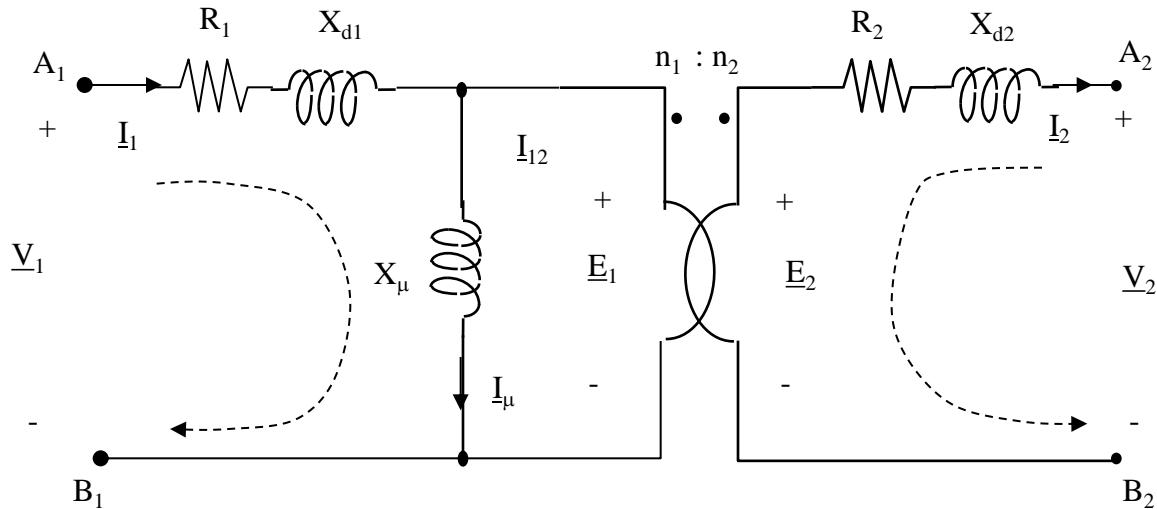 R1
Xd1
n1 : n2
R2
Xd2
A1
A2
+
I1
I12
I2
+
+
+
V1
Xμ
E1
E2
V2
Iμ
-
-
-
-
B1
B2